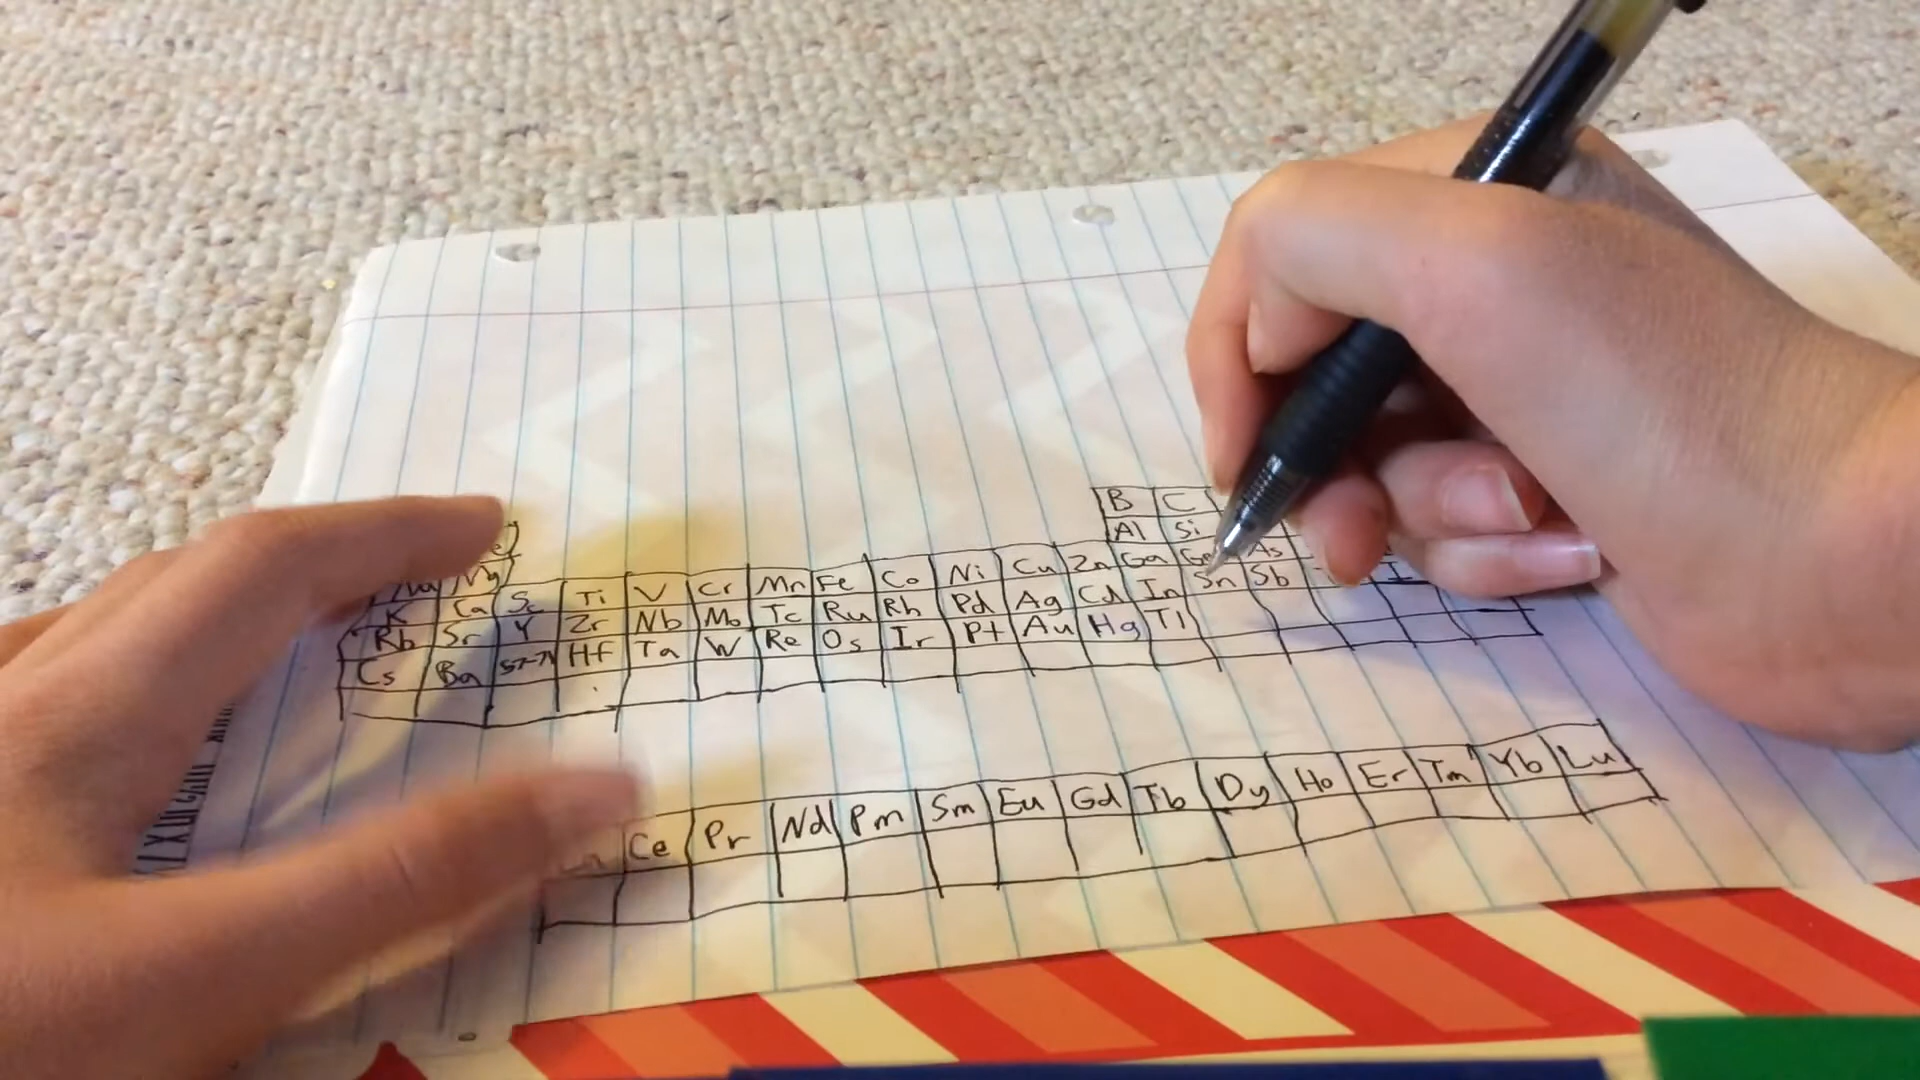 B C
Al Si
Mg
K Ca Sc Ti V Cr Mn Fe Co Ni Cu Zn Ga Ge As
Rb Sr Y Zr Nb Mo Tc Ru Rh Pd Ag Cd In Sn Sb I
Cs Ba 57-71 Hf Ta W Re Os Ir Pt Au Hg Tl
Ce Pr Nd Pm Sm Eu Gd Tb Dy Ho Er Tm Yb Lu